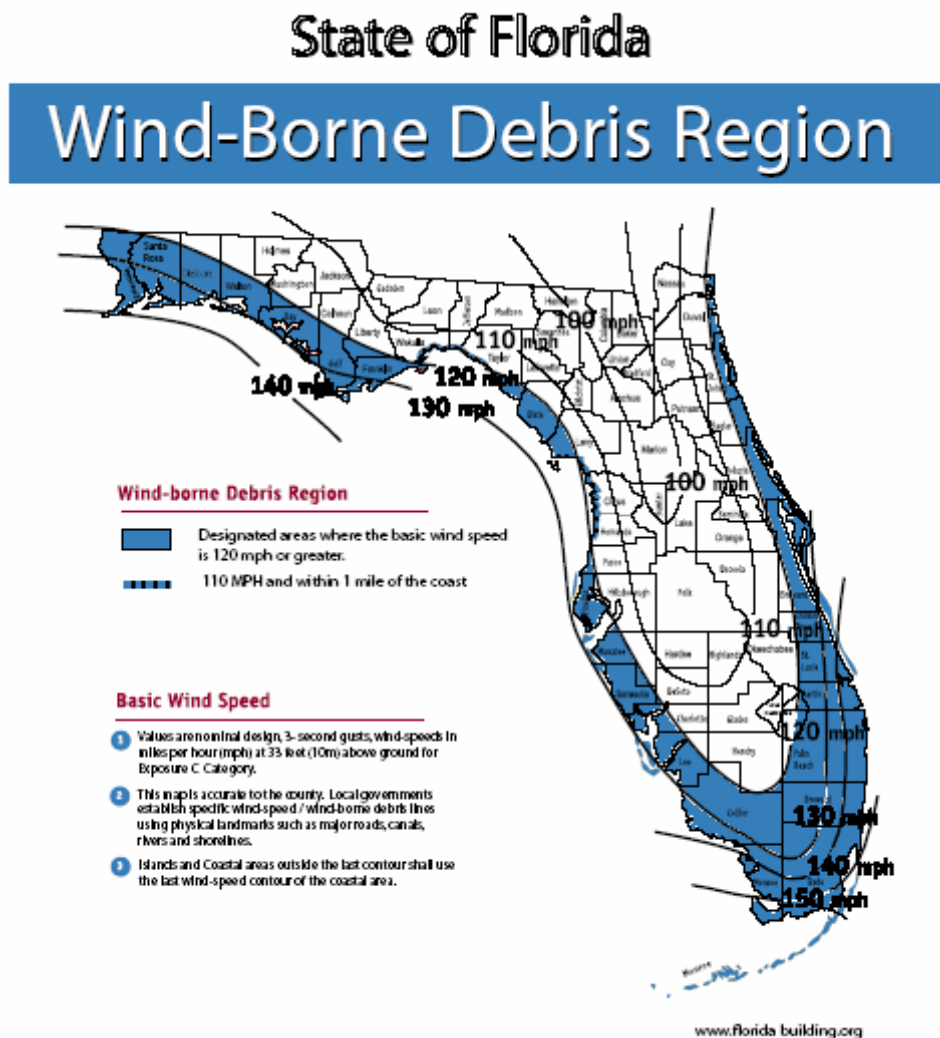 State of Florida
Wind-Borne Debris Region
Santa
Rosa
Walton
Holmes
Washington
Jackson
Bay
Calhoun
Gulf
Liberty
Franklin
Gadsden
Leon
Wakulla
Jefferson
Madison
Taylor
Hamilton
Lafayette
Dixie
Levy
Union
Baker
Nassau
Duval
Clay
Putnam
Marion
100 mph
110 mph
120 mph
130 mph
140 mph
100 mph
Citrus
Lake
Seminole
Orange
Osceola
Pasco
Hillsborough
Polk
Manatee
Hardee
Highlands
Okeechobee
St.
Lucie
Sarasota
DeSoto
Charlotte
Glades
Martin
Lee
Hendry
Palm
Beach
Collier
Broward
Dade
Monroe
110 mph
120 mph
130 mph
140 mph
150 mph
Monroe
Wind-borne Debris Region
Designated areas where the basic wind speed
is 120 mph or greater.
110 MPH and within 1 mile of the coast
Basic Wind Speed
1 Values are nominal design, 3-second gusts, wind-speeds in
miles per hour (mph) at 33 feet (10m) above ground for
Exposure C Category.
2 This map is accurate to the county. Local governments
establish specific wind-speed / wind-borne debris lines
using physical landmarks such as major roads, canals,
rivers and shorelines.
3 Islands and Coastal areas outside the last contour shall use
the last wind-speed contour of the coastal area.
www.florida building.org